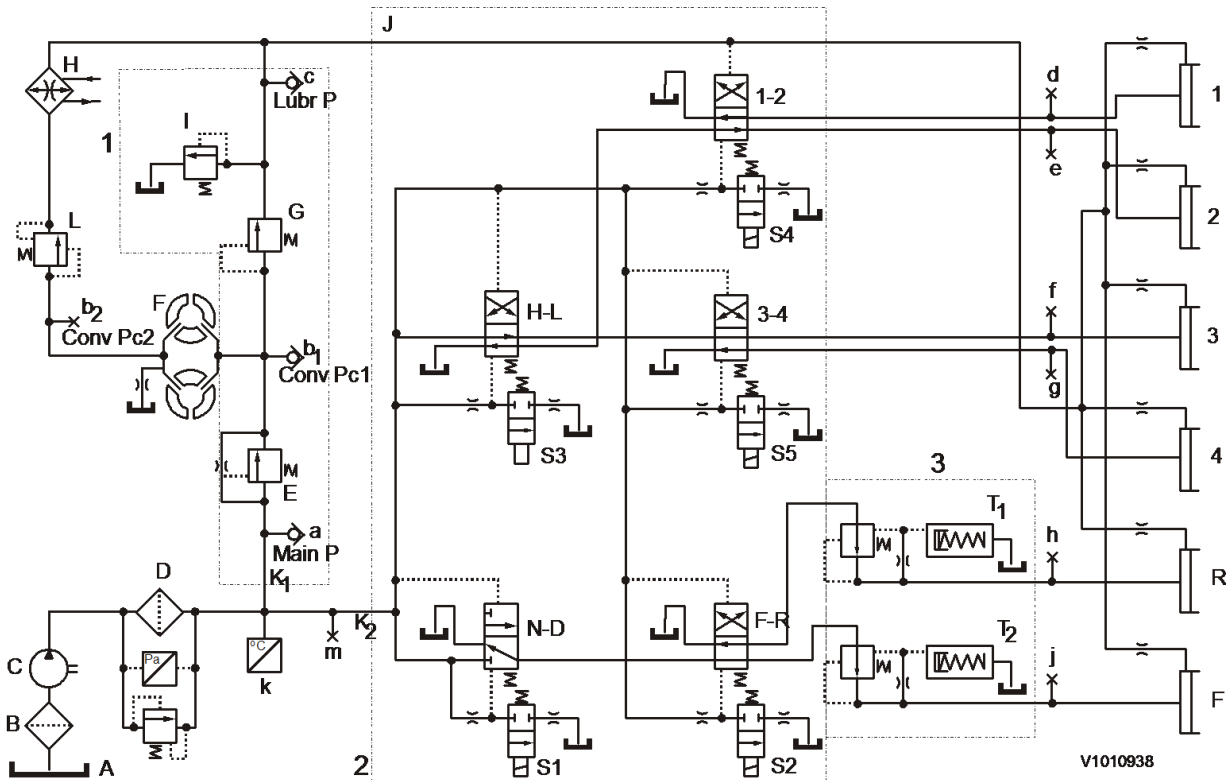 J
H
c
Lubr P
I
1
1-2
d
e
1
G
L
2
S4
b2
Conv Pc2
F
H-L
3-4
f
3
b1
Conv Pc1
g
M
E
S3
S5
4
3
a
Main P
T1
h
K1
R
D
N-D
F-R
T2
K2
°C
m
j
Pa
C
k
F
B
A
2
S1
S2
V1010938